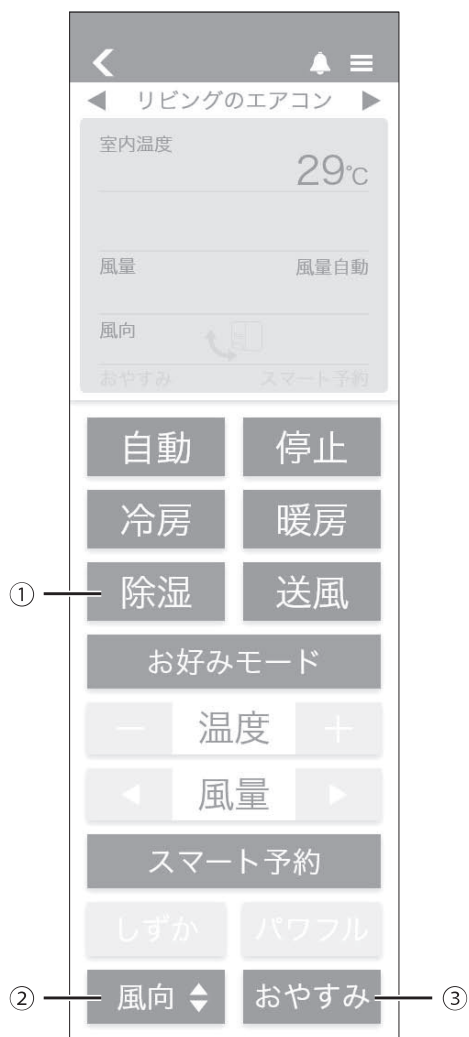 リビングのエアコン
室内温度
29℃
風量 風量自動
風向
おやすみ スマート予約
自動 停止
冷房 暖房
① 除湿 送風
お好みモード
− 温度 +
風量
スマート予約
しずか パワフル
② 風向 おやすみ ③